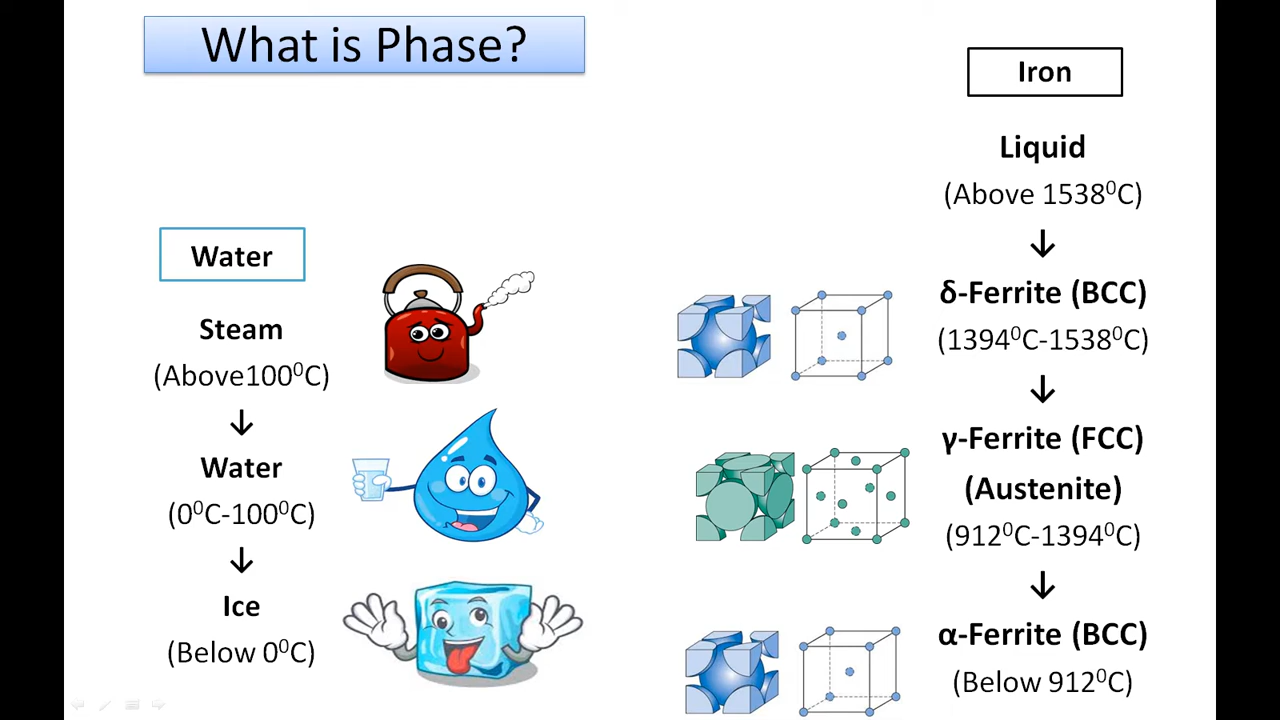 What is Phase?
Water
Steam
(Above100⁰C)
↓
Water
(0⁰C-100⁰C)
↓
Ice
(Below 0⁰C)
Iron
Liquid
(Above 1538⁰C)
↓
δ-Ferrite (BCC)
(1394⁰C-1538⁰C)
↓
γ-Ferrite (FCC)
(Austenite)
(912⁰C-1394⁰C)
↓
α-Ferrite (BCC)
(Below 912⁰C)